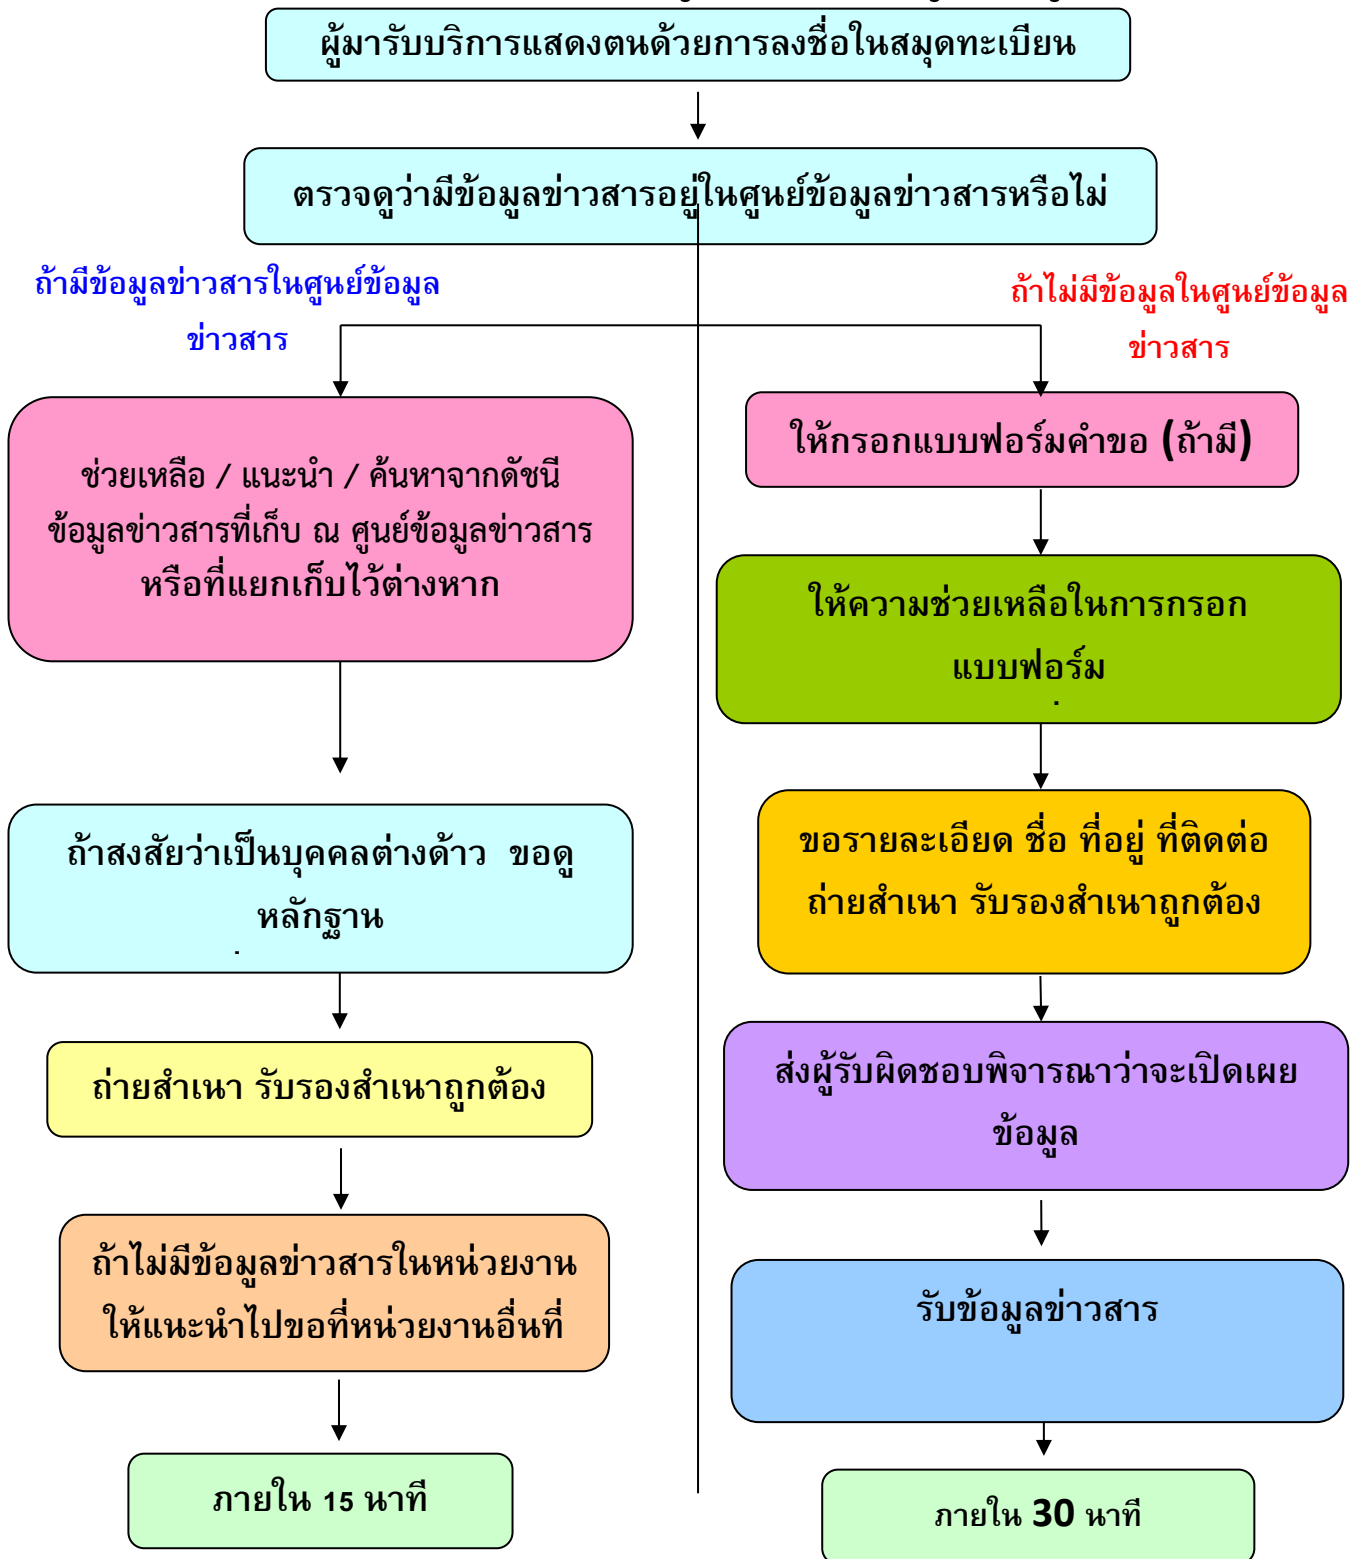 ผู้มารับบริการแสดงตนด้วยการลงชื่อในสมุดทะเบียน
ตรวจดูว่ามีข้อมูลข่าวสารอยู่ในศูนย์ข้อมูลข่าวสารหรือไม่
ถ้ามีข้อมูลข่าวสารในศูนย์ข้อมูล
ข่าวสาร
ช่วยเหลือ / แนะนำ / ค้นหาจากดัชนี
ข้อมูลข่าวสารที่เก็บ ณ ศูนย์ข้อมูลข่าวสาร
หรือที่แยกเก็บไว้ต่างหาก
ถ้าสงสัยว่าเป็นบุคคลต่างด้าว ขอดู
หลักฐาน
ถ่ายสำเนา รับรองสำเนาถูกต้อง
ถ้าไม่มีข้อมูลข่าวสารในหน่วยงาน
ให้แนะนำไปขอที่หน่วยงานอื่นที่
ภายใน 15 นาที
ถ้าไม่มีข้อมูลในศูนย์ข้อมูล
ข่าวสาร
ให้กรอกแบบฟอร์มคำขอ (ถ้ามี)
ให้ความช่วยเหลือในการกรอก
แบบฟอร์ม
ขอรายละเอียด ชื่อ ที่อยู่ ที่ติดต่อ
ถ่ายสำเนา รับรองสำเนาถูกต้อง
ส่งผู้รับผิดชอบพิจารณาว่าจะเปิดเผย
ข้อมูล
รับข้อมูลข่าวสาร
ภายใน 30 นาที